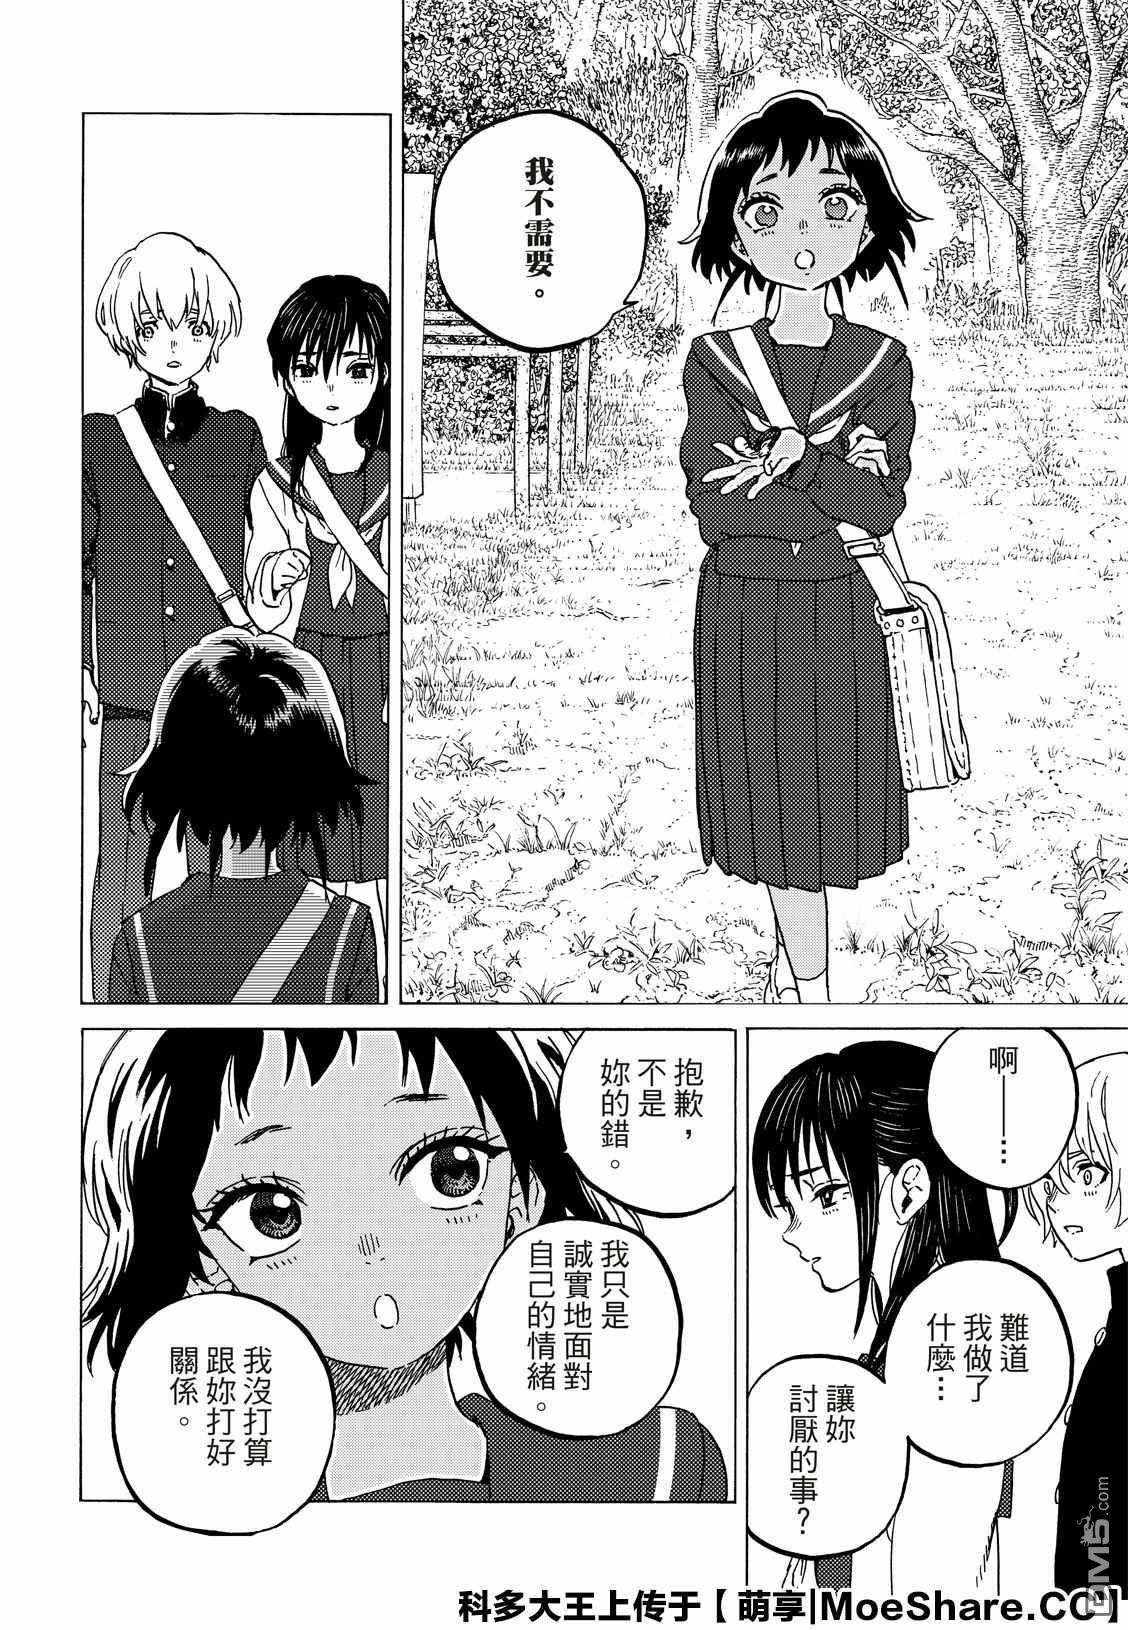 我不需要。
啊——…
難道
我做了
什麼…
讓妳
討厭的事？
抱歉，
不是
妳的錯。
我只是
誠實地面對
自己的情緒。
我沒打算
跟妳打好
關係。
DM5.com
科多大王上传于【萌享|MoeShare.CC】